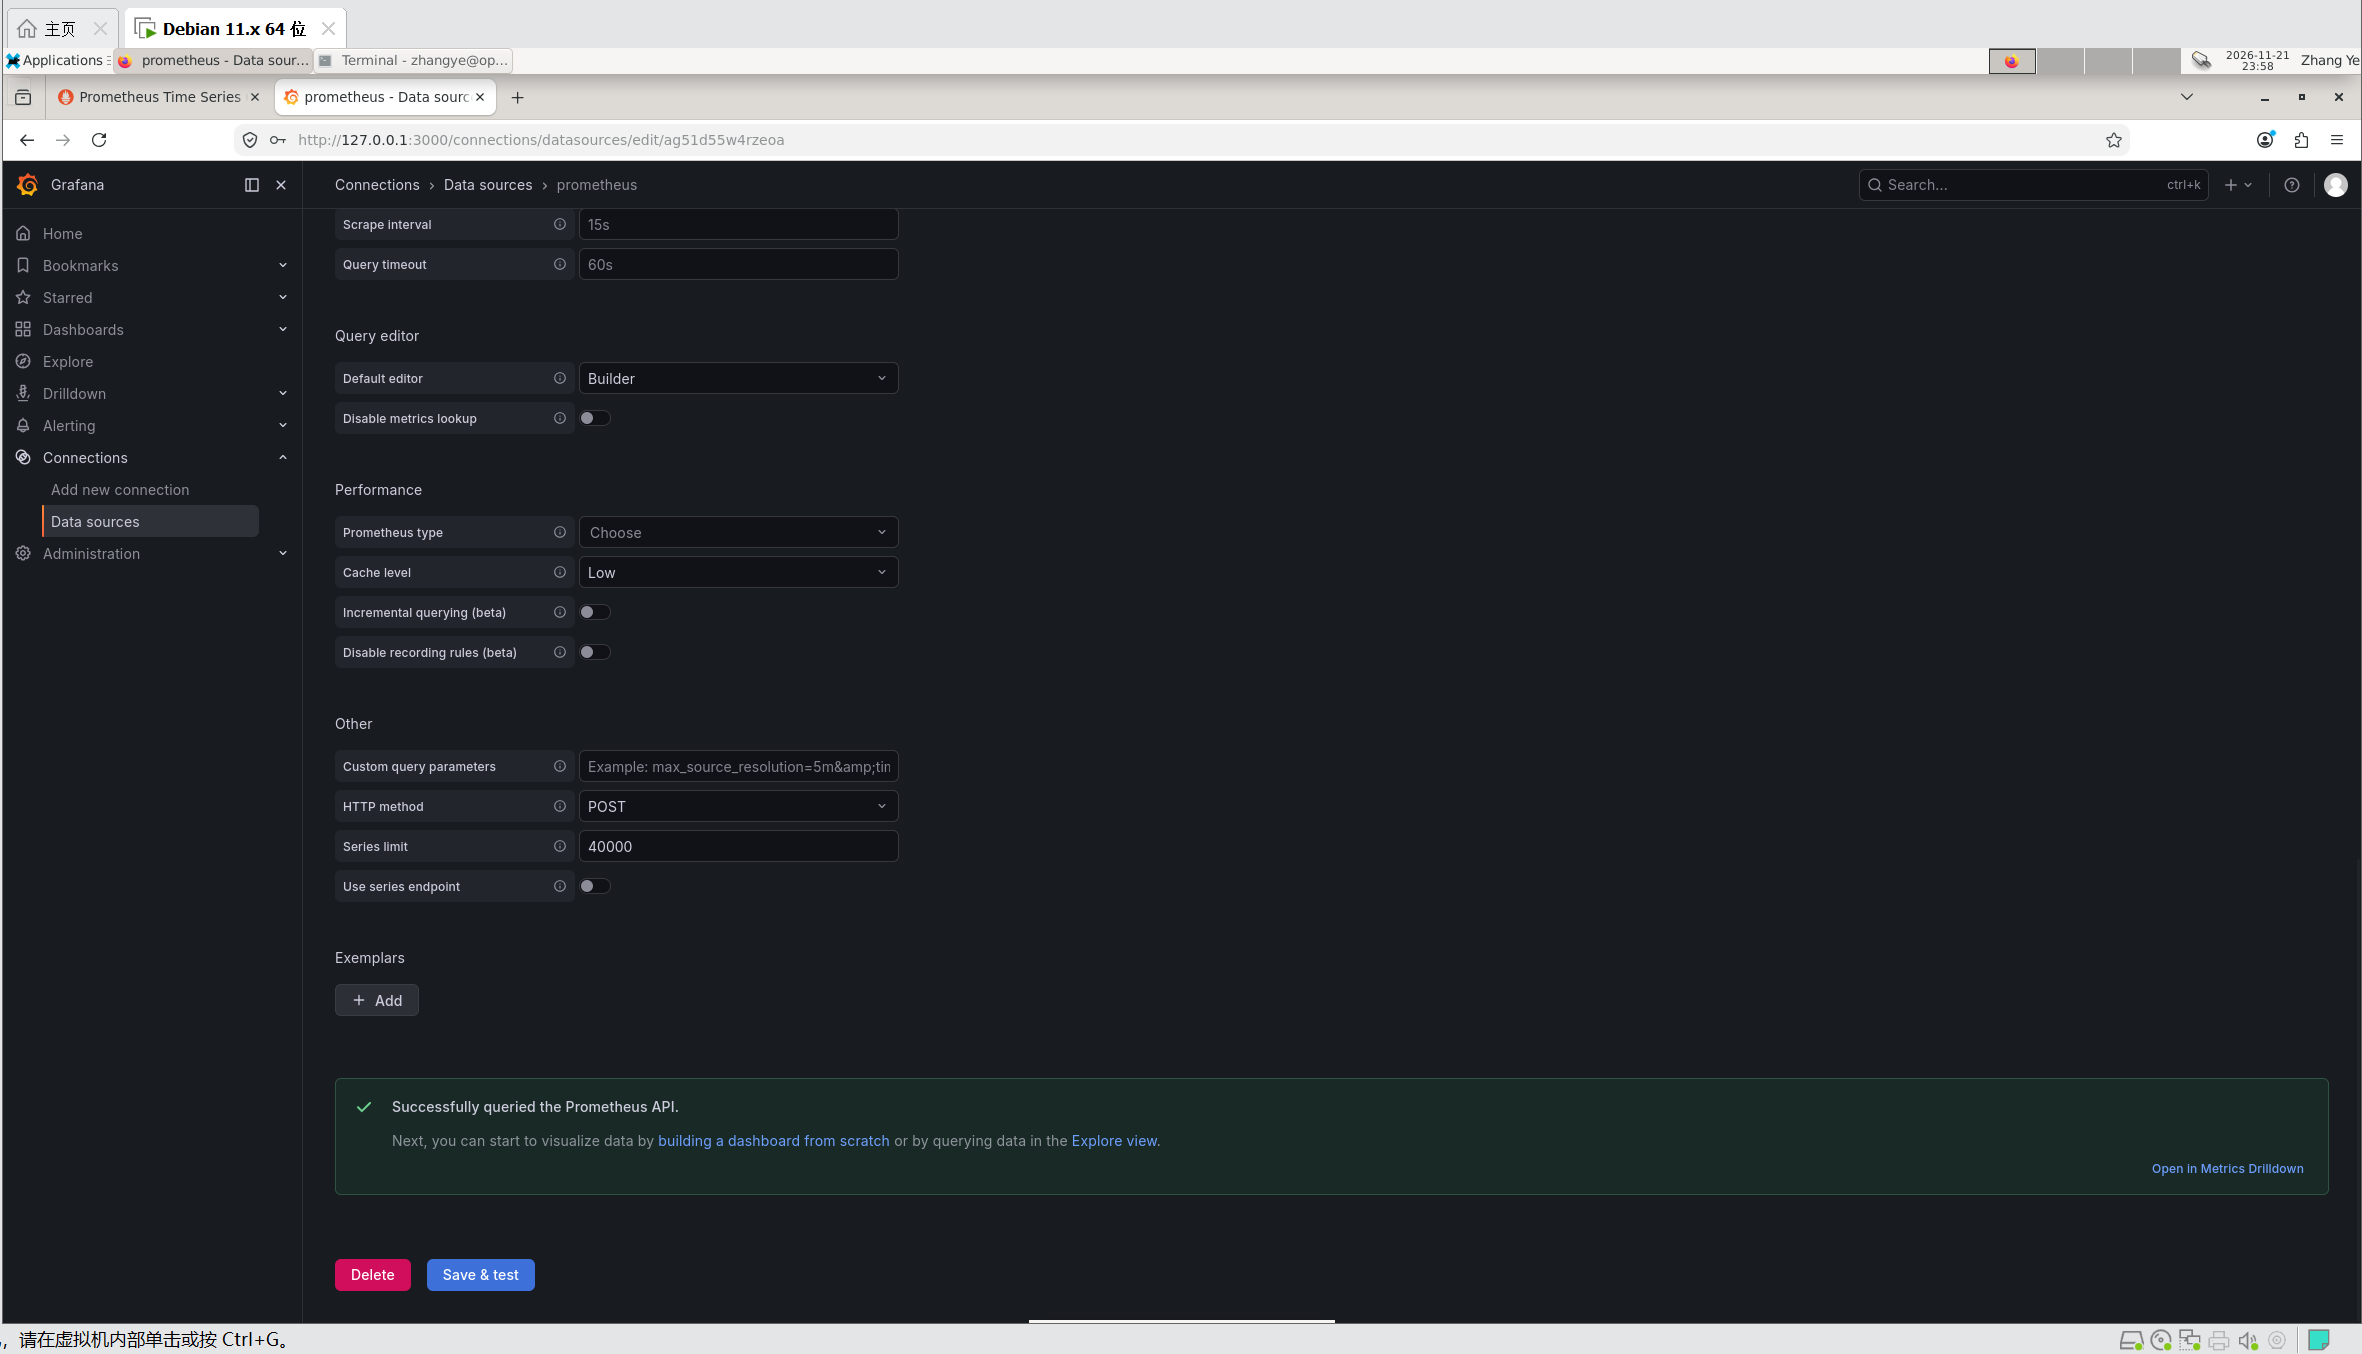 主页
Debian 11.x 64 位
Applications
prometheus - Data sour...
Terminal - zhangye@op...
2026-11-21
23:58
Zhang Ye
Prometheus Time Series
prometheus - Data sourc
http://127.0.0.1:3000/connections/datasources/edit/ag51d55w4rzeoa
Grafana
Connections › Data sources › prometheus
Search...
ctrl+k
Home
Bookmarks
Starred
Dashboards
Explore
Drilldown
Alerting
Connections
Add new connection
Data sources
Administration
Scrape interval
15s
Query timeout
60s
Query editor
Default editor
Builder
Disable metrics lookup
Performance
Prometheus type
Choose
Cache level
Low
Incremental querying (beta)
Disable recording rules (beta)
Other
Custom query parameters
Example: max_source_resolution=5m&amp;tin
HTTP method
POST
Series limit
40000
Use series endpoint
Exemplars
+ Add
Successfully queried the Prometheus API.
Next, you can start to visualize data by building a dashboard from scratch or by querying data in the Explore view.
Open in Metrics Drilldown
Delete
Save & test
，请在虚拟机内部单击或按 Ctrl+G。